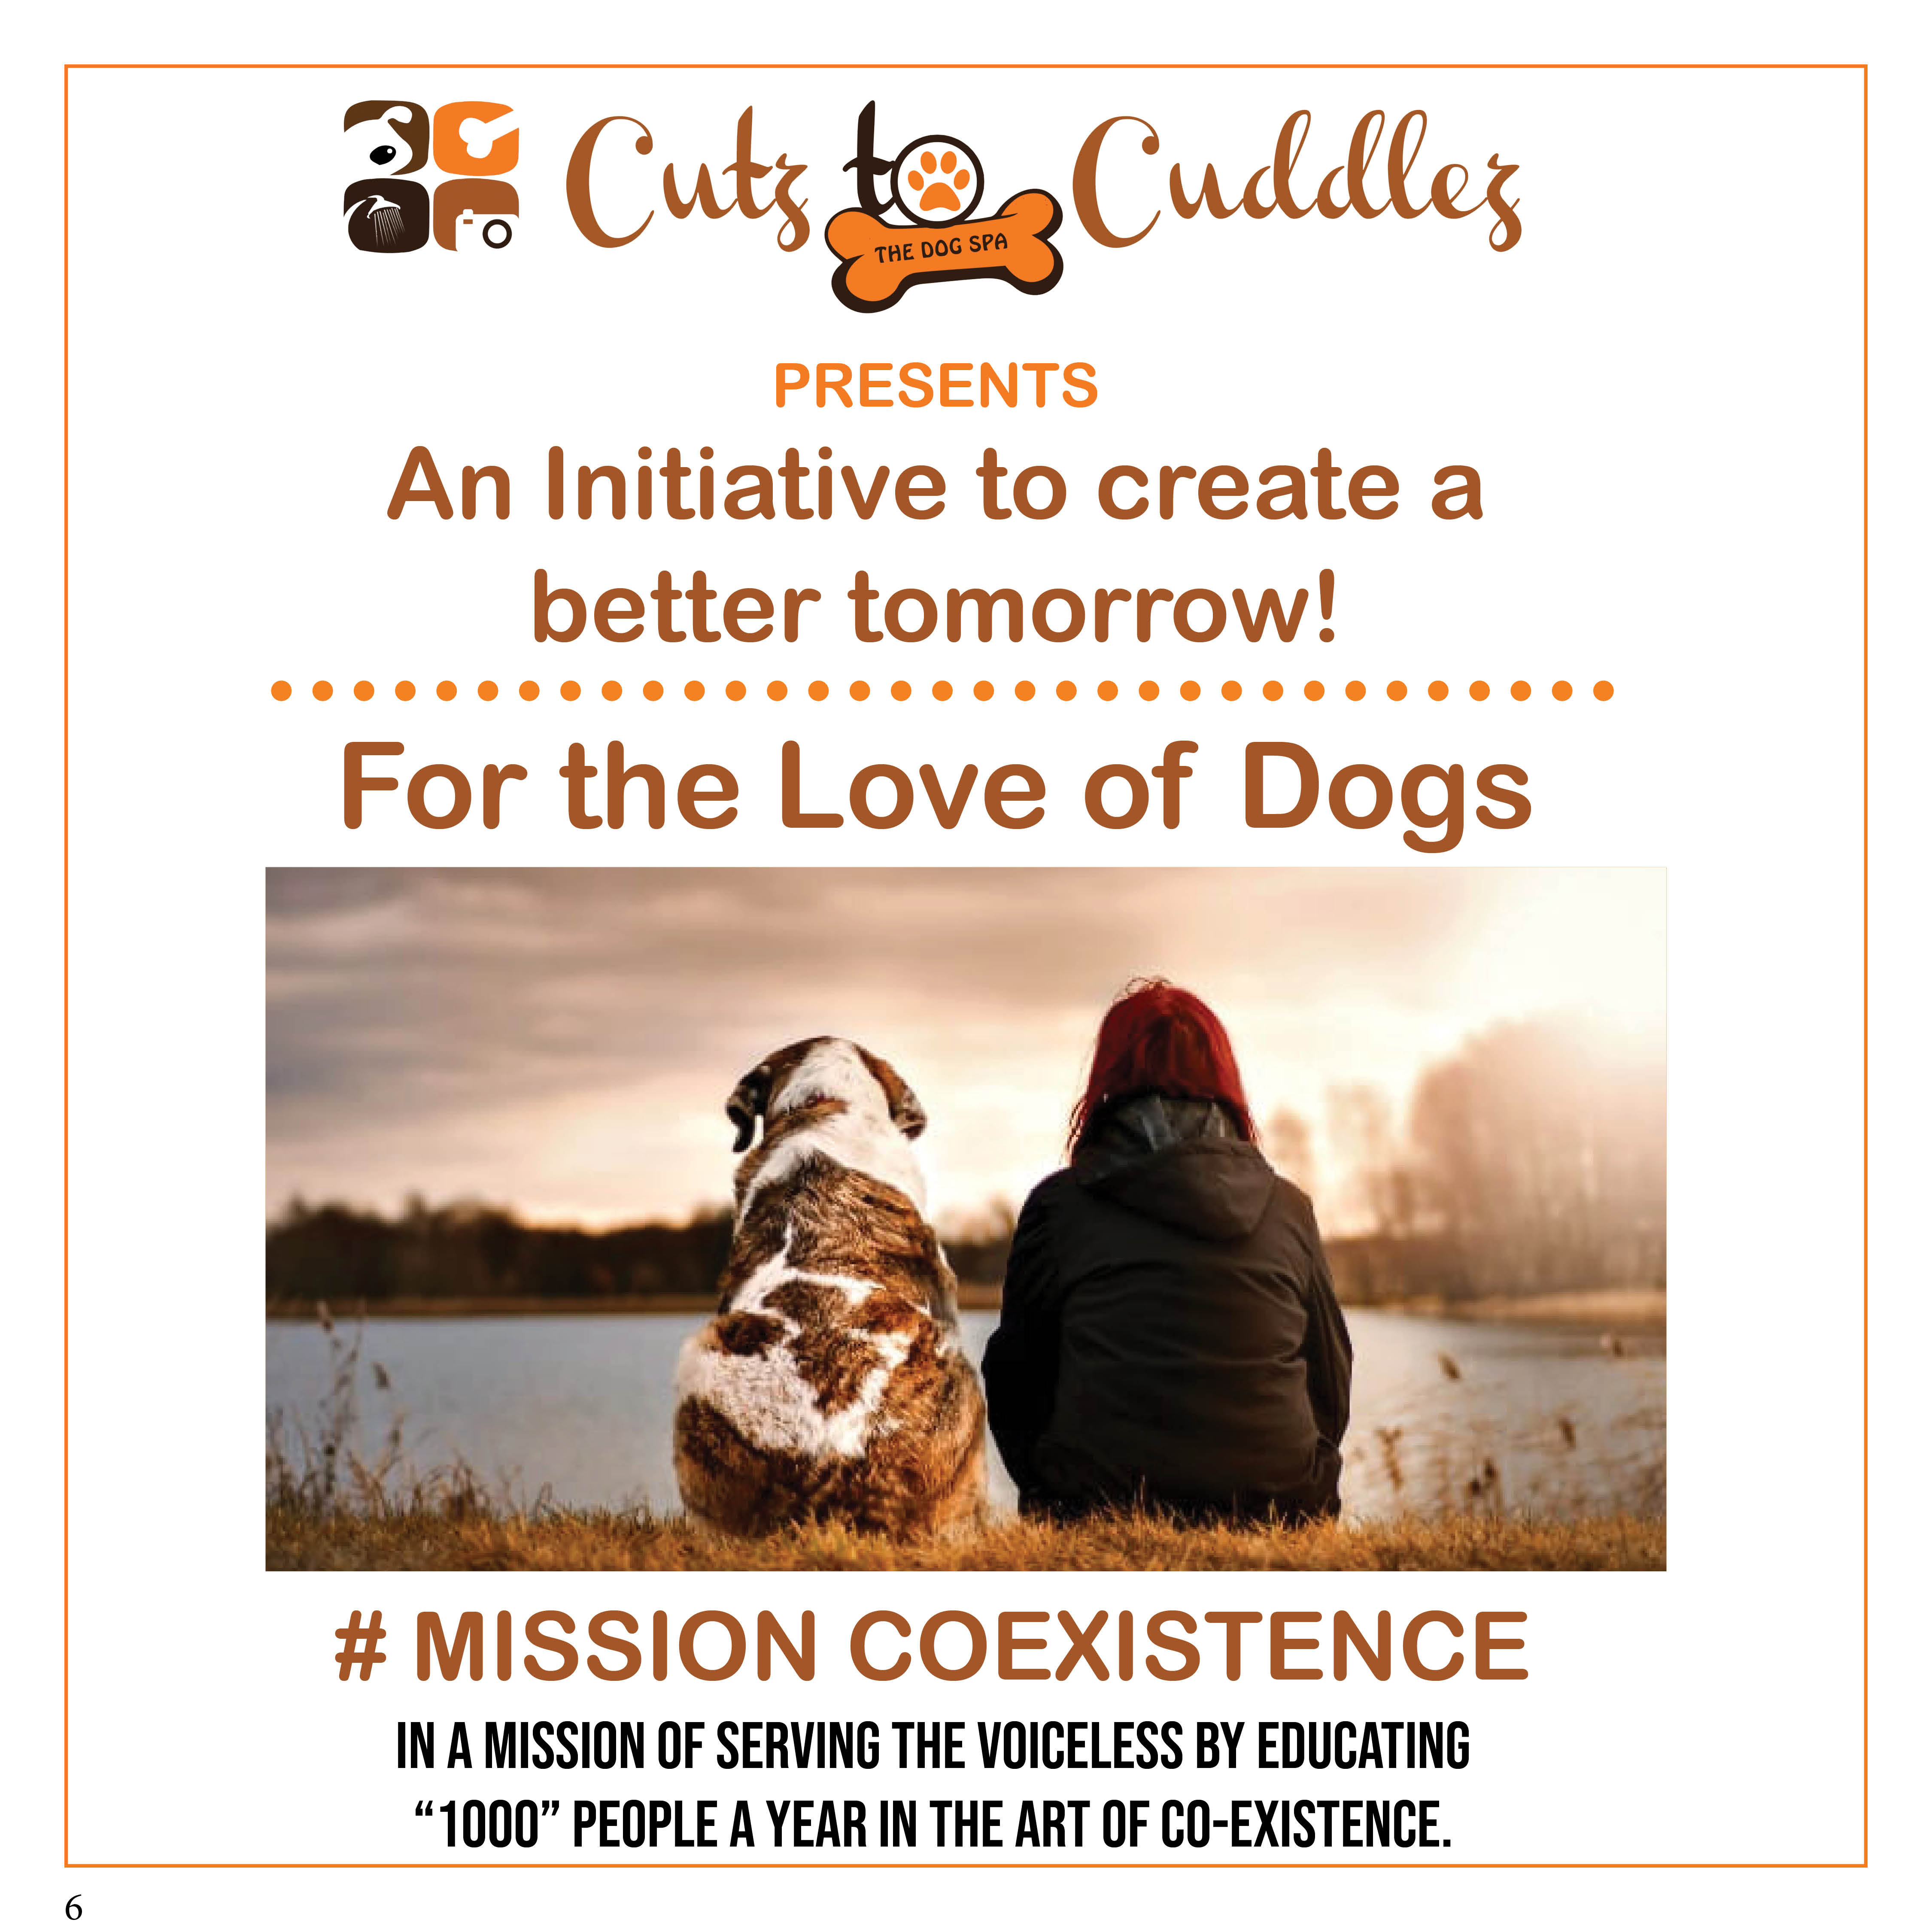 Cutz to Cuddlez
THE DOG SPA
PRESENTS
An Initiative to create a
better tomorrow!
For the Love of Dogs
# MISSION COEXISTENCE
IN A MISSION OF SERVING THE VOICELESS BY EDUCATING
“1000” PEOPLE A YEAR IN THE ART OF CO-EXISTENCE.
6